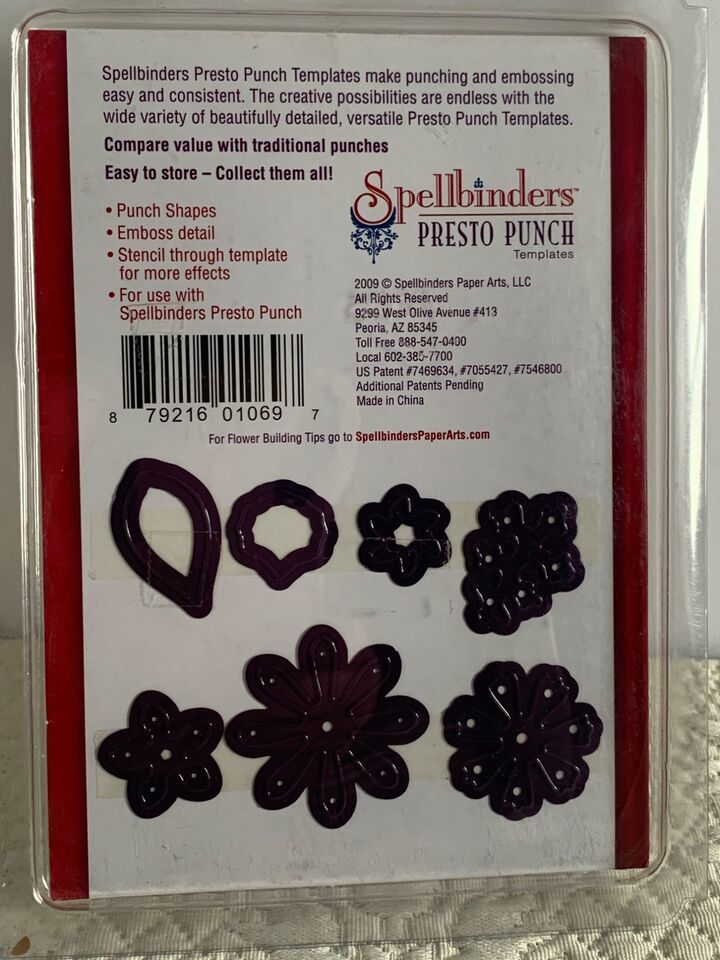 Spellbinders Presto Punch Templates make punching and embossing
easy and consistent. The creative possibilities are endless with the
wide variety of beautifully detailed, versatile Presto Punch Templates.
Compare value with traditional punches
Easy to store – Collect them all!
• Punch Shapes
• Emboss detail
• Stencil through template
for more effects
• For use with
Spellbinders Presto Punch
Spellbinders™
PRESTO PUNCH
Templates
2009 © Spellbinders Paper Arts, LLC
All Rights Reserved
9299 West Olive Avenue #413
Peoria, AZ 85345
Toll Free 888-547-0400
Local 602-385-7700
US Patent #7469634, #7055427, #7546800
Additional Patents Pending
Made in China
8 79216 01069 7
For Flower Building Tips go to SpellbindersPaperArts.com